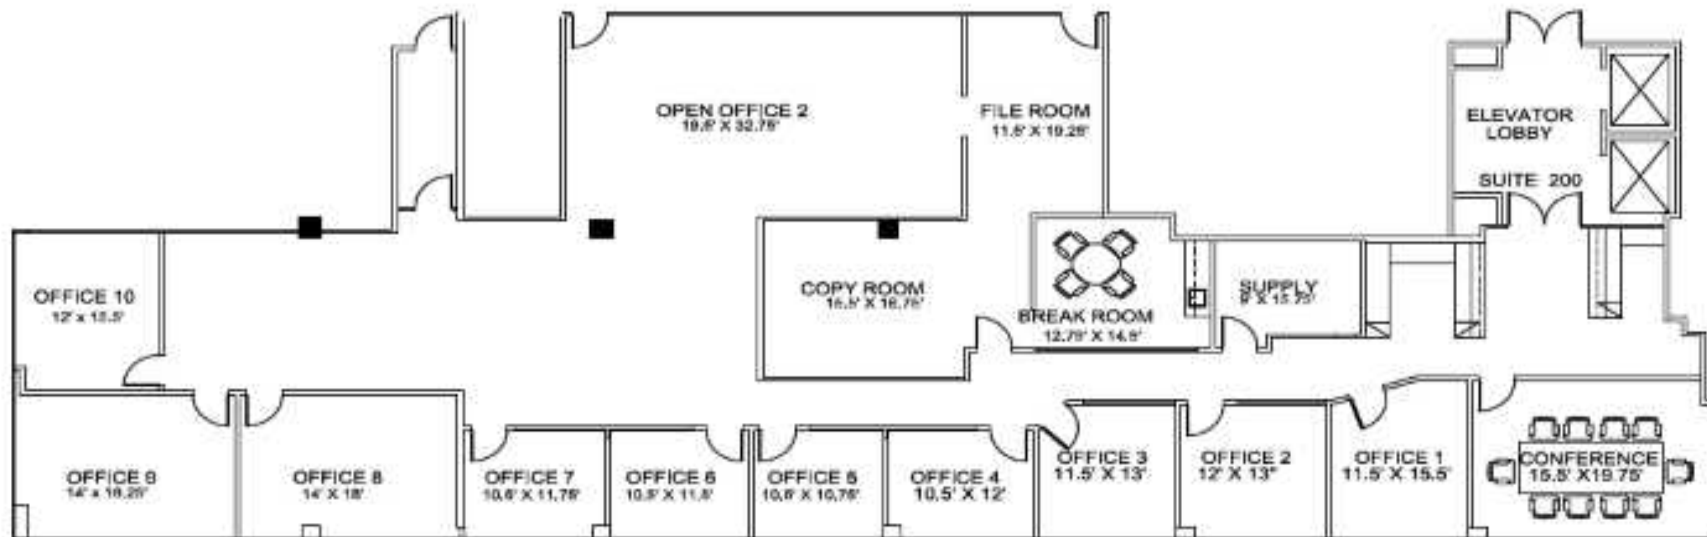 OPEN OFFICE 2
19.5' X 32.75'
FILE ROOM
11.5' X 19.25'
ELEVATOR
LOBBY
SUITE 200
OFFICE 10
12' x 15.5'
COPY ROOM
15.5' X 16.75'
BREAK ROOM
12.75' X 14.5'
SUPPLY
9' X 15.75'
OFFICE 9
14' x 18.25'
OFFICE 8
14' X 18'
OFFICE 7
10.5' X 11.75'
OFFICE 6
10.5' X 11.5'
OFFICE 5
10.5' X 10.75'
OFFICE 4
10.5' X 12'
OFFICE 3
11.5' X 13'
OFFICE 2
12' X 13"
OFFICE 1
11.5' X 15.5'
CONFERENCE
15.5' X19.75'